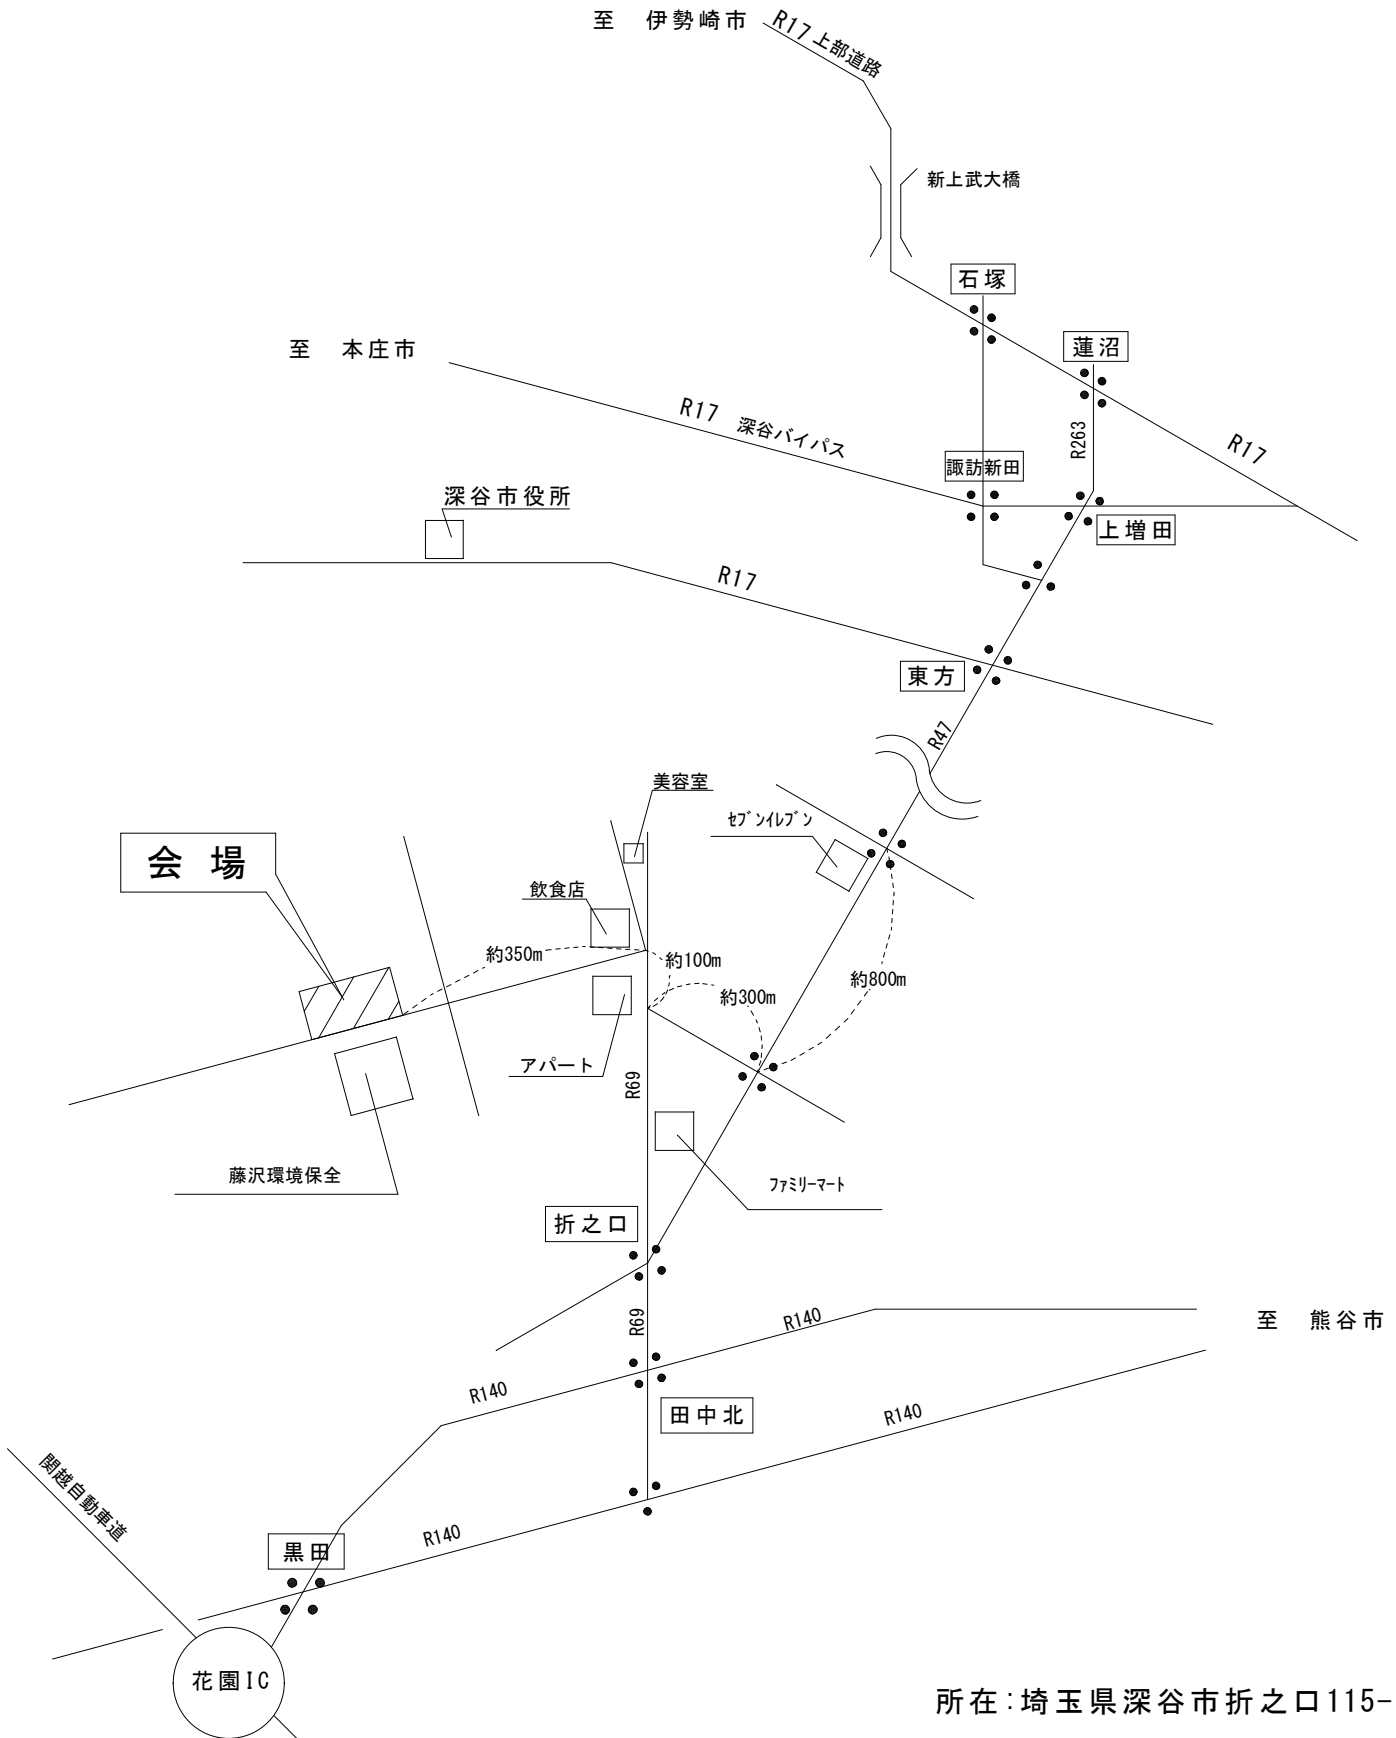 至　伊勢崎市
R17上部道路
新上武大橋
石塚
至　本庄市
蓮沼
R17　深谷バイパス
R263
R17
諏訪新田
深谷市役所
上増田
R17
東方
R47
美容室
セブンイレブン
会　場
飲食店
約350m
約100m
約300m
約800m
アパート
R69
藤沢環境保全
ファミリーマート
折之口
R69
R140
至　熊谷市
R140
田中北
R140
関越自動車道
R140
黒田
花園IC
所在:埼玉県深谷市折之口115-